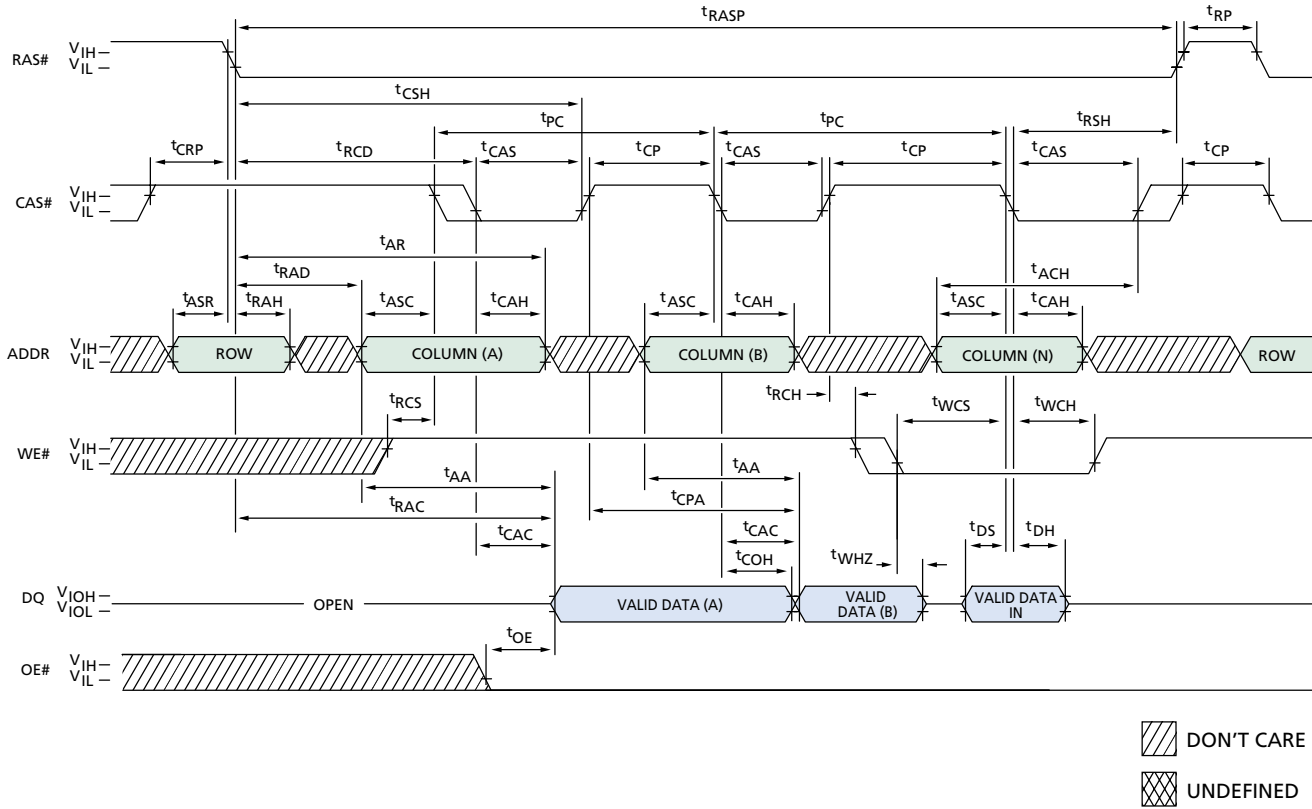 tRASP
tRP
RAS# VIH
VIL
tCSH
tPC
tPC
tRSH
tCRP
tRCD
tCAS
tCP
tCAS
tCP
tCAS
tCP
CAS# VIH
VIL
tAR
tRAD
tACH
tASR
tRAH
tASC
tCAH
tASC
tCAH
tASC
tCAH
ADDR VIH
VIL
ROW
COLUMN (A)
COLUMN (B)
COLUMN (N)
ROW
tRCH
tRCS
tWCS
tWCH
WE# VIH
VIL
tAA
tAA
tRAC
tCPA
tCAC
tCAC
tDS
tDH
tCOH
tWHZ
DQ VIOH
VIOL
OPEN
VALID DATA (A)
VALID
DATA (B)
VALID DATA
IN
tOE
OE# VIH
VIL
DON'T CARE
UNDEFINED